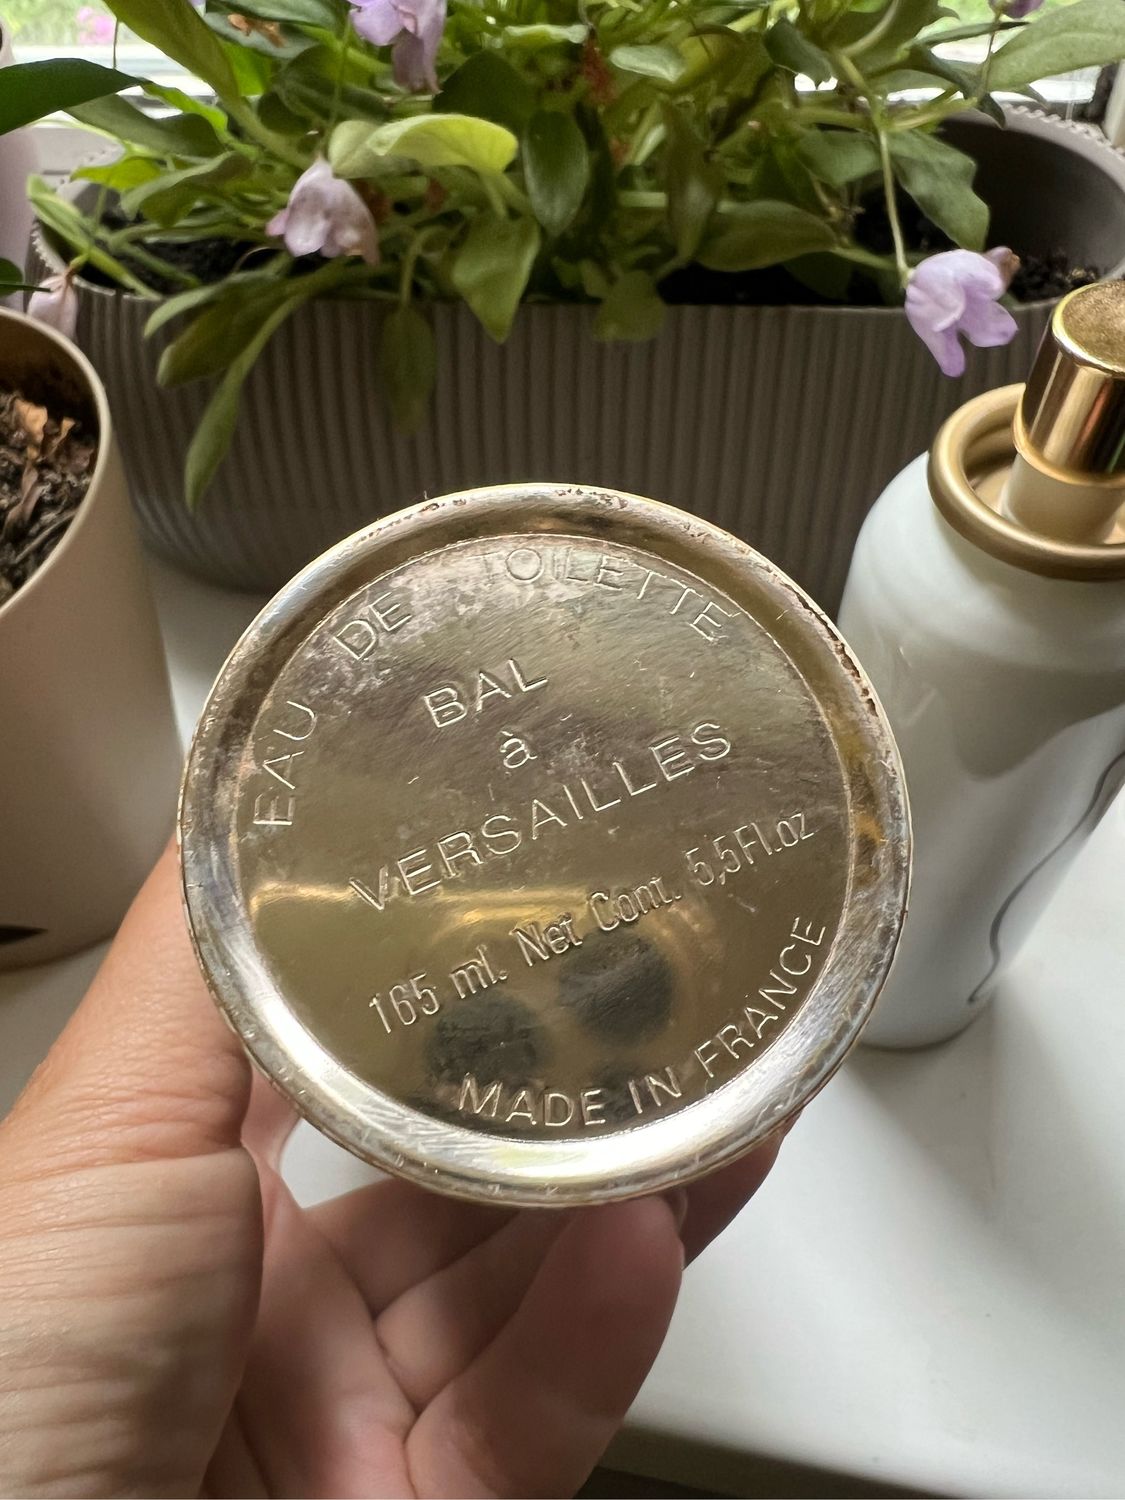 EAU DE TOILETTE
BAL
à
VERSAILLES
165 ml. Net Cont. 5,5Fl.oz
MADE IN FRANCE